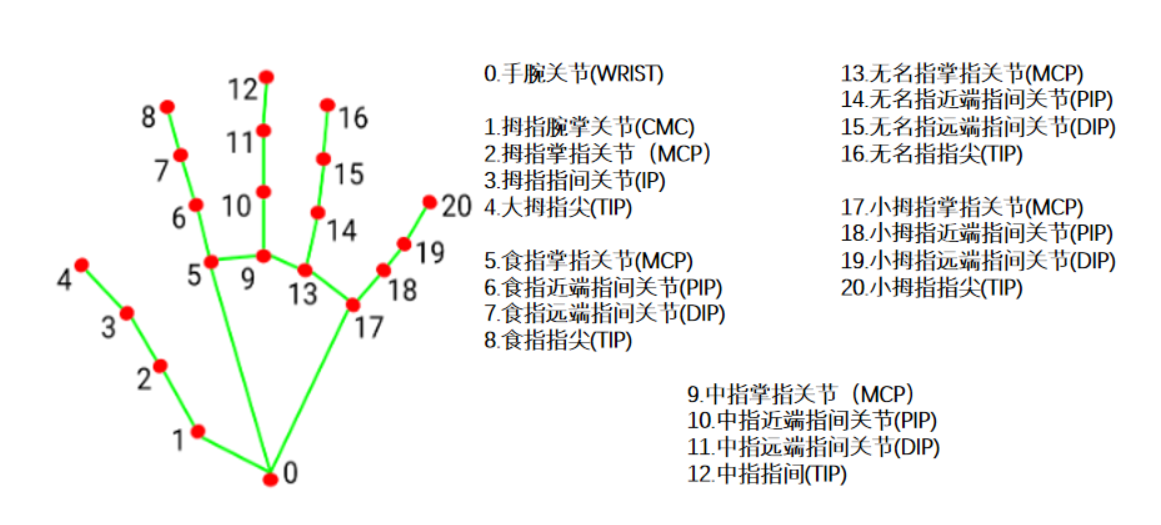 12
8
16
11
7
15
10
6
20
14
19
5
9
4
13
18
3
17
2
1
0
0.手腕关节(WRIST)
1.拇指腕掌关节(CMC)
2.拇指掌指关节（MCP）
3.拇指指间关节(IP)
4.大拇指尖(TIP)
5.食指掌指关节(MCP)
6.食指近端指间关节(PIP)
7.食指远端指间关节(DIP)
8.食指指尖(TIP)
9.中指掌指关节（MCP）
10.中指近端指间关节(PIP)
11.中指远端指间关节(DIP)
12.中指指间(TIP)
13.无名指掌指关节(MCP)
14.无名指近端指间关节(PIP)
15.无名指远端指间关节(DIP)
16.无名指指尖(TIP)
17.小拇指掌指关节(MCP)
18.小拇指近端指间关节(PIP)
19.小拇指远端指间关节(DIP)
20.小拇指指尖(TIP)